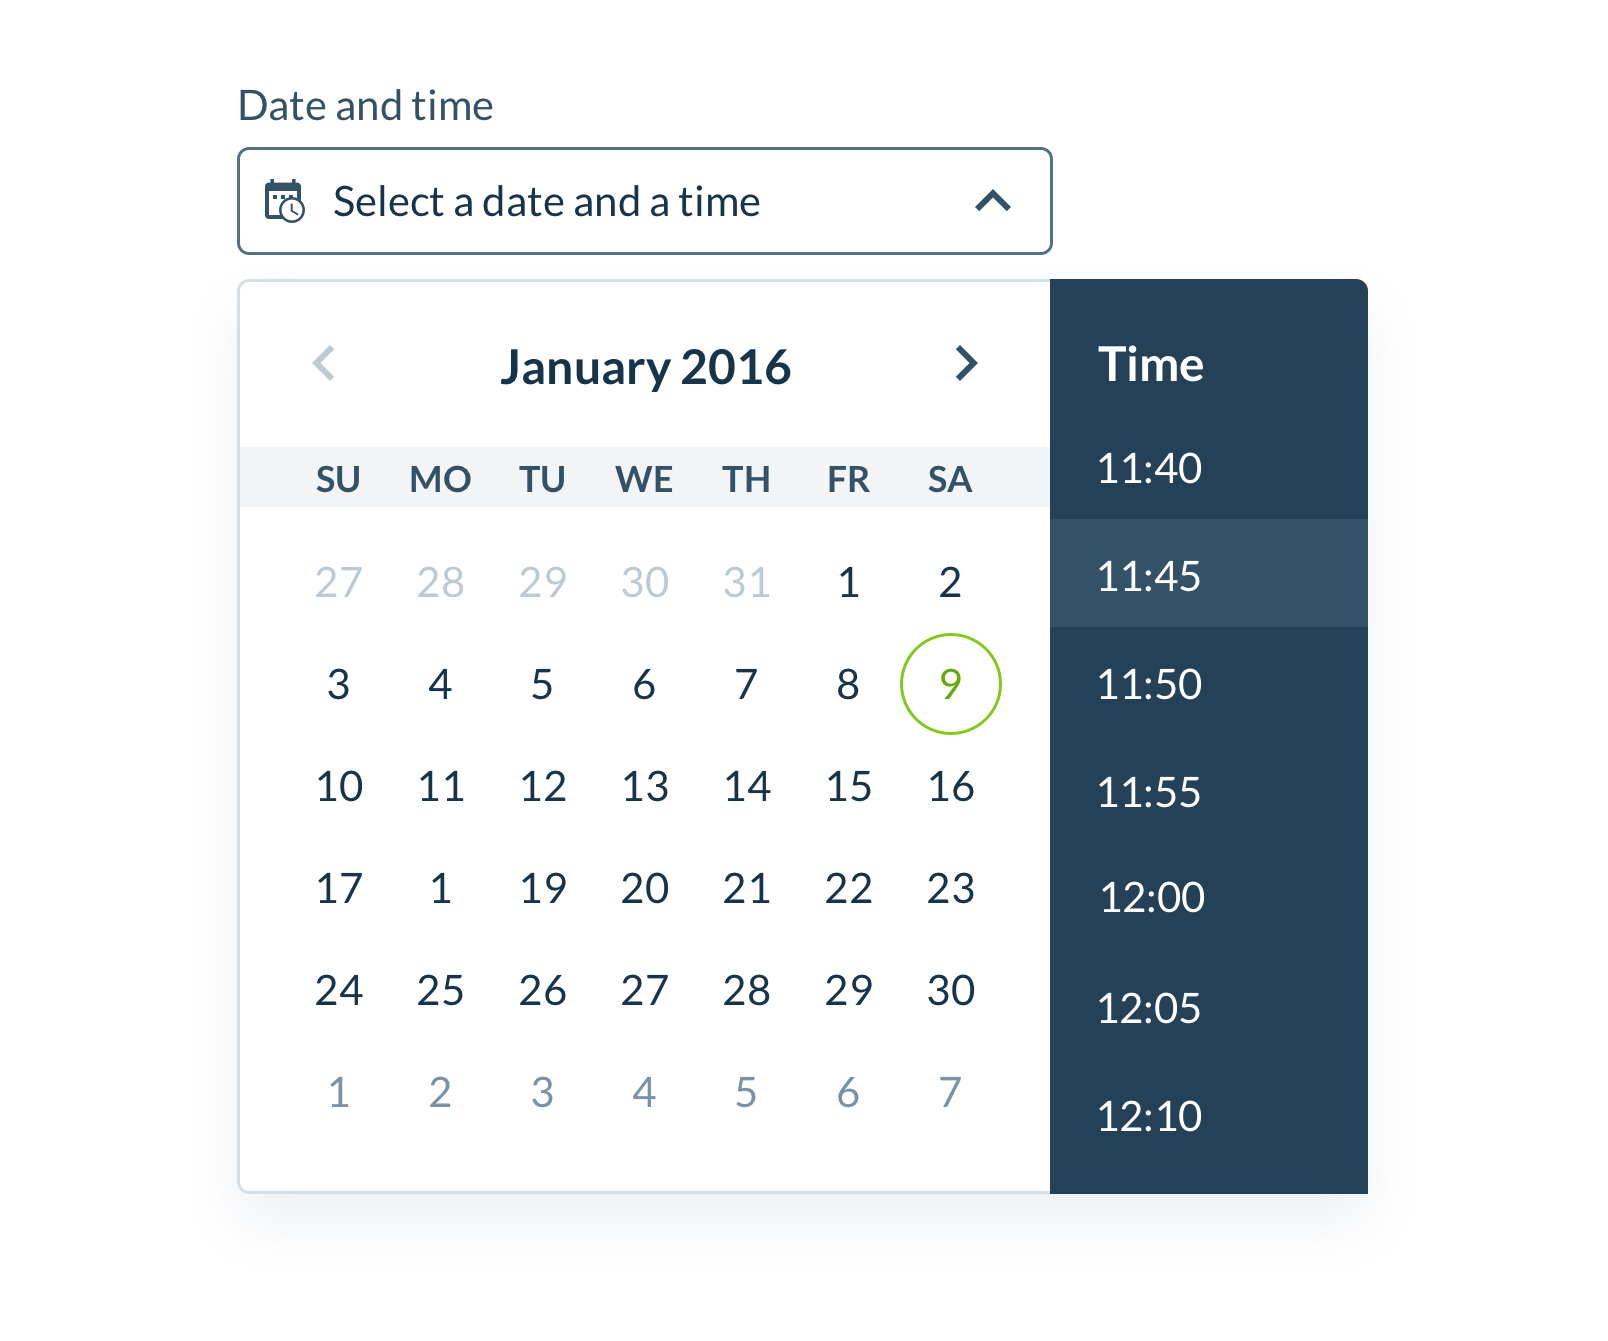 Date and time
Select a date and a time
January 2016
SU MO TU WE TH FR SA
27 28 29 30 31 1 2
3 4 5 6 7 8 9
10 11 12 13 14 15 16
17 1 19 20 21 22 23
24 25 26 27 28 29 30
1 2 3 4 5 6 7
Time
11:40
11:45
11:50
11:55
12:00
12:05
12:10